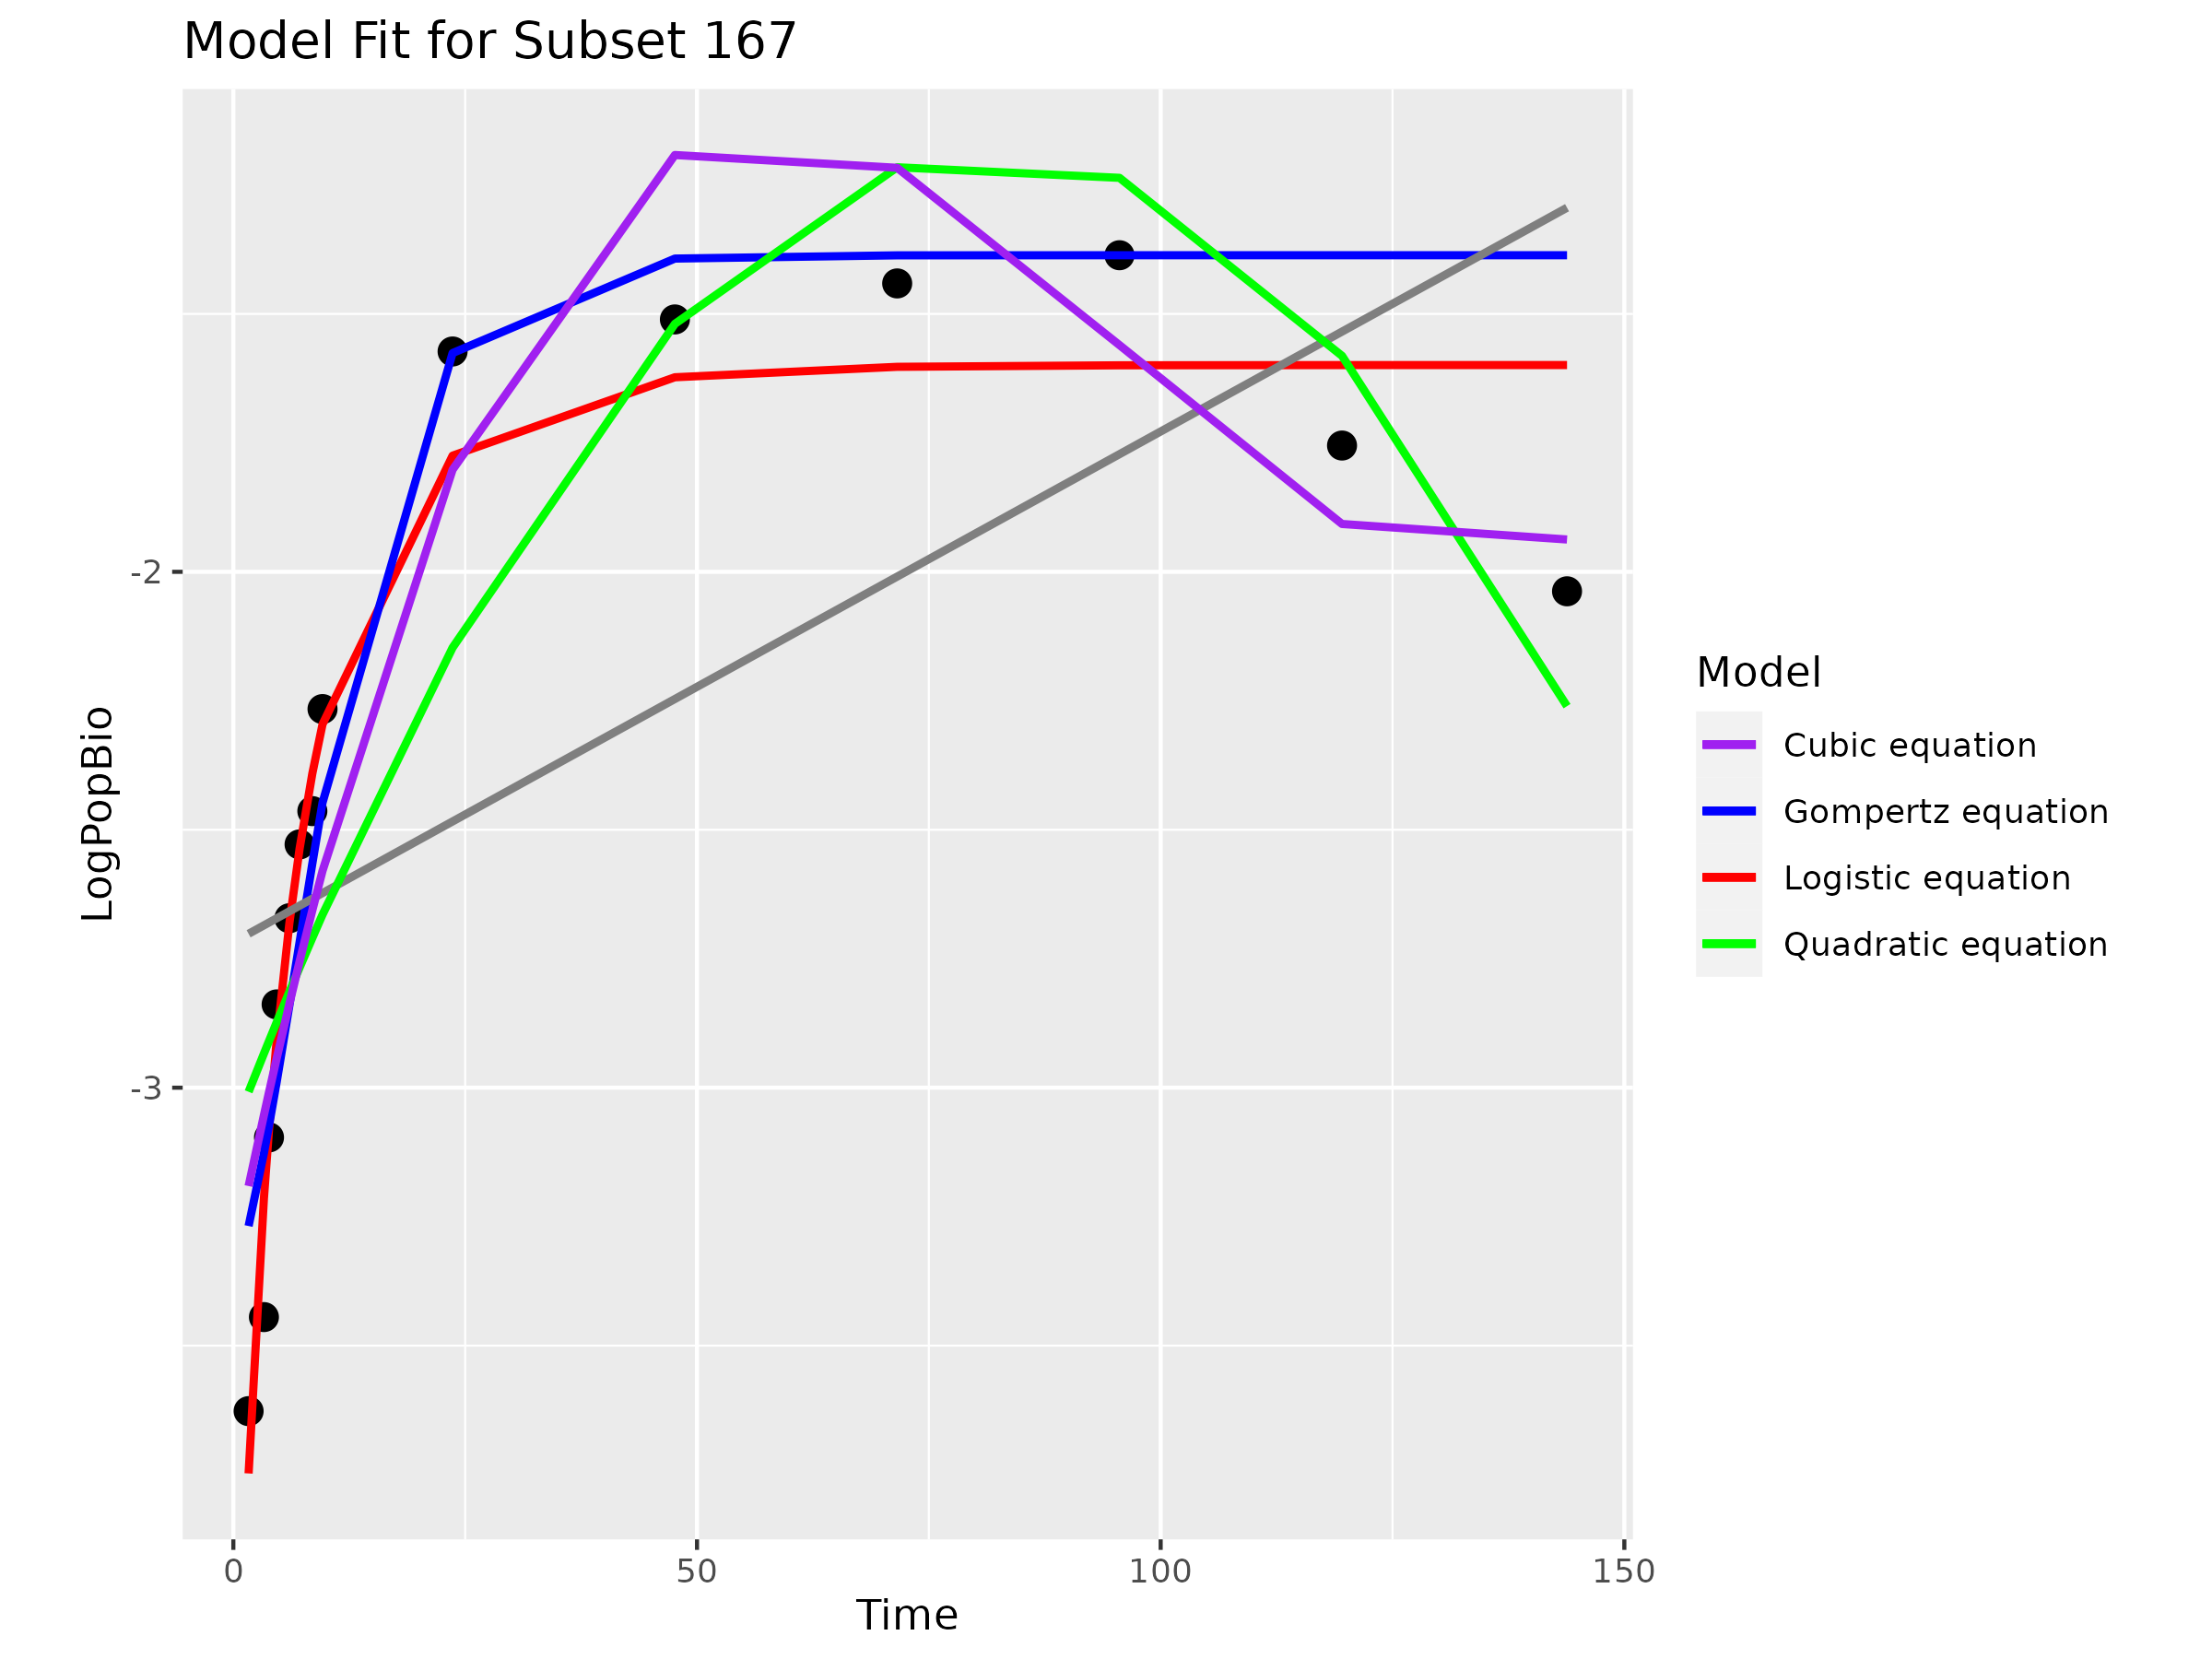 Model Fit for Subset 167
LogPopBio
-2
-3
0
50
100
150
Time
Model
Cubic equation
Gompertz equation
Logistic equation
Quadratic equation